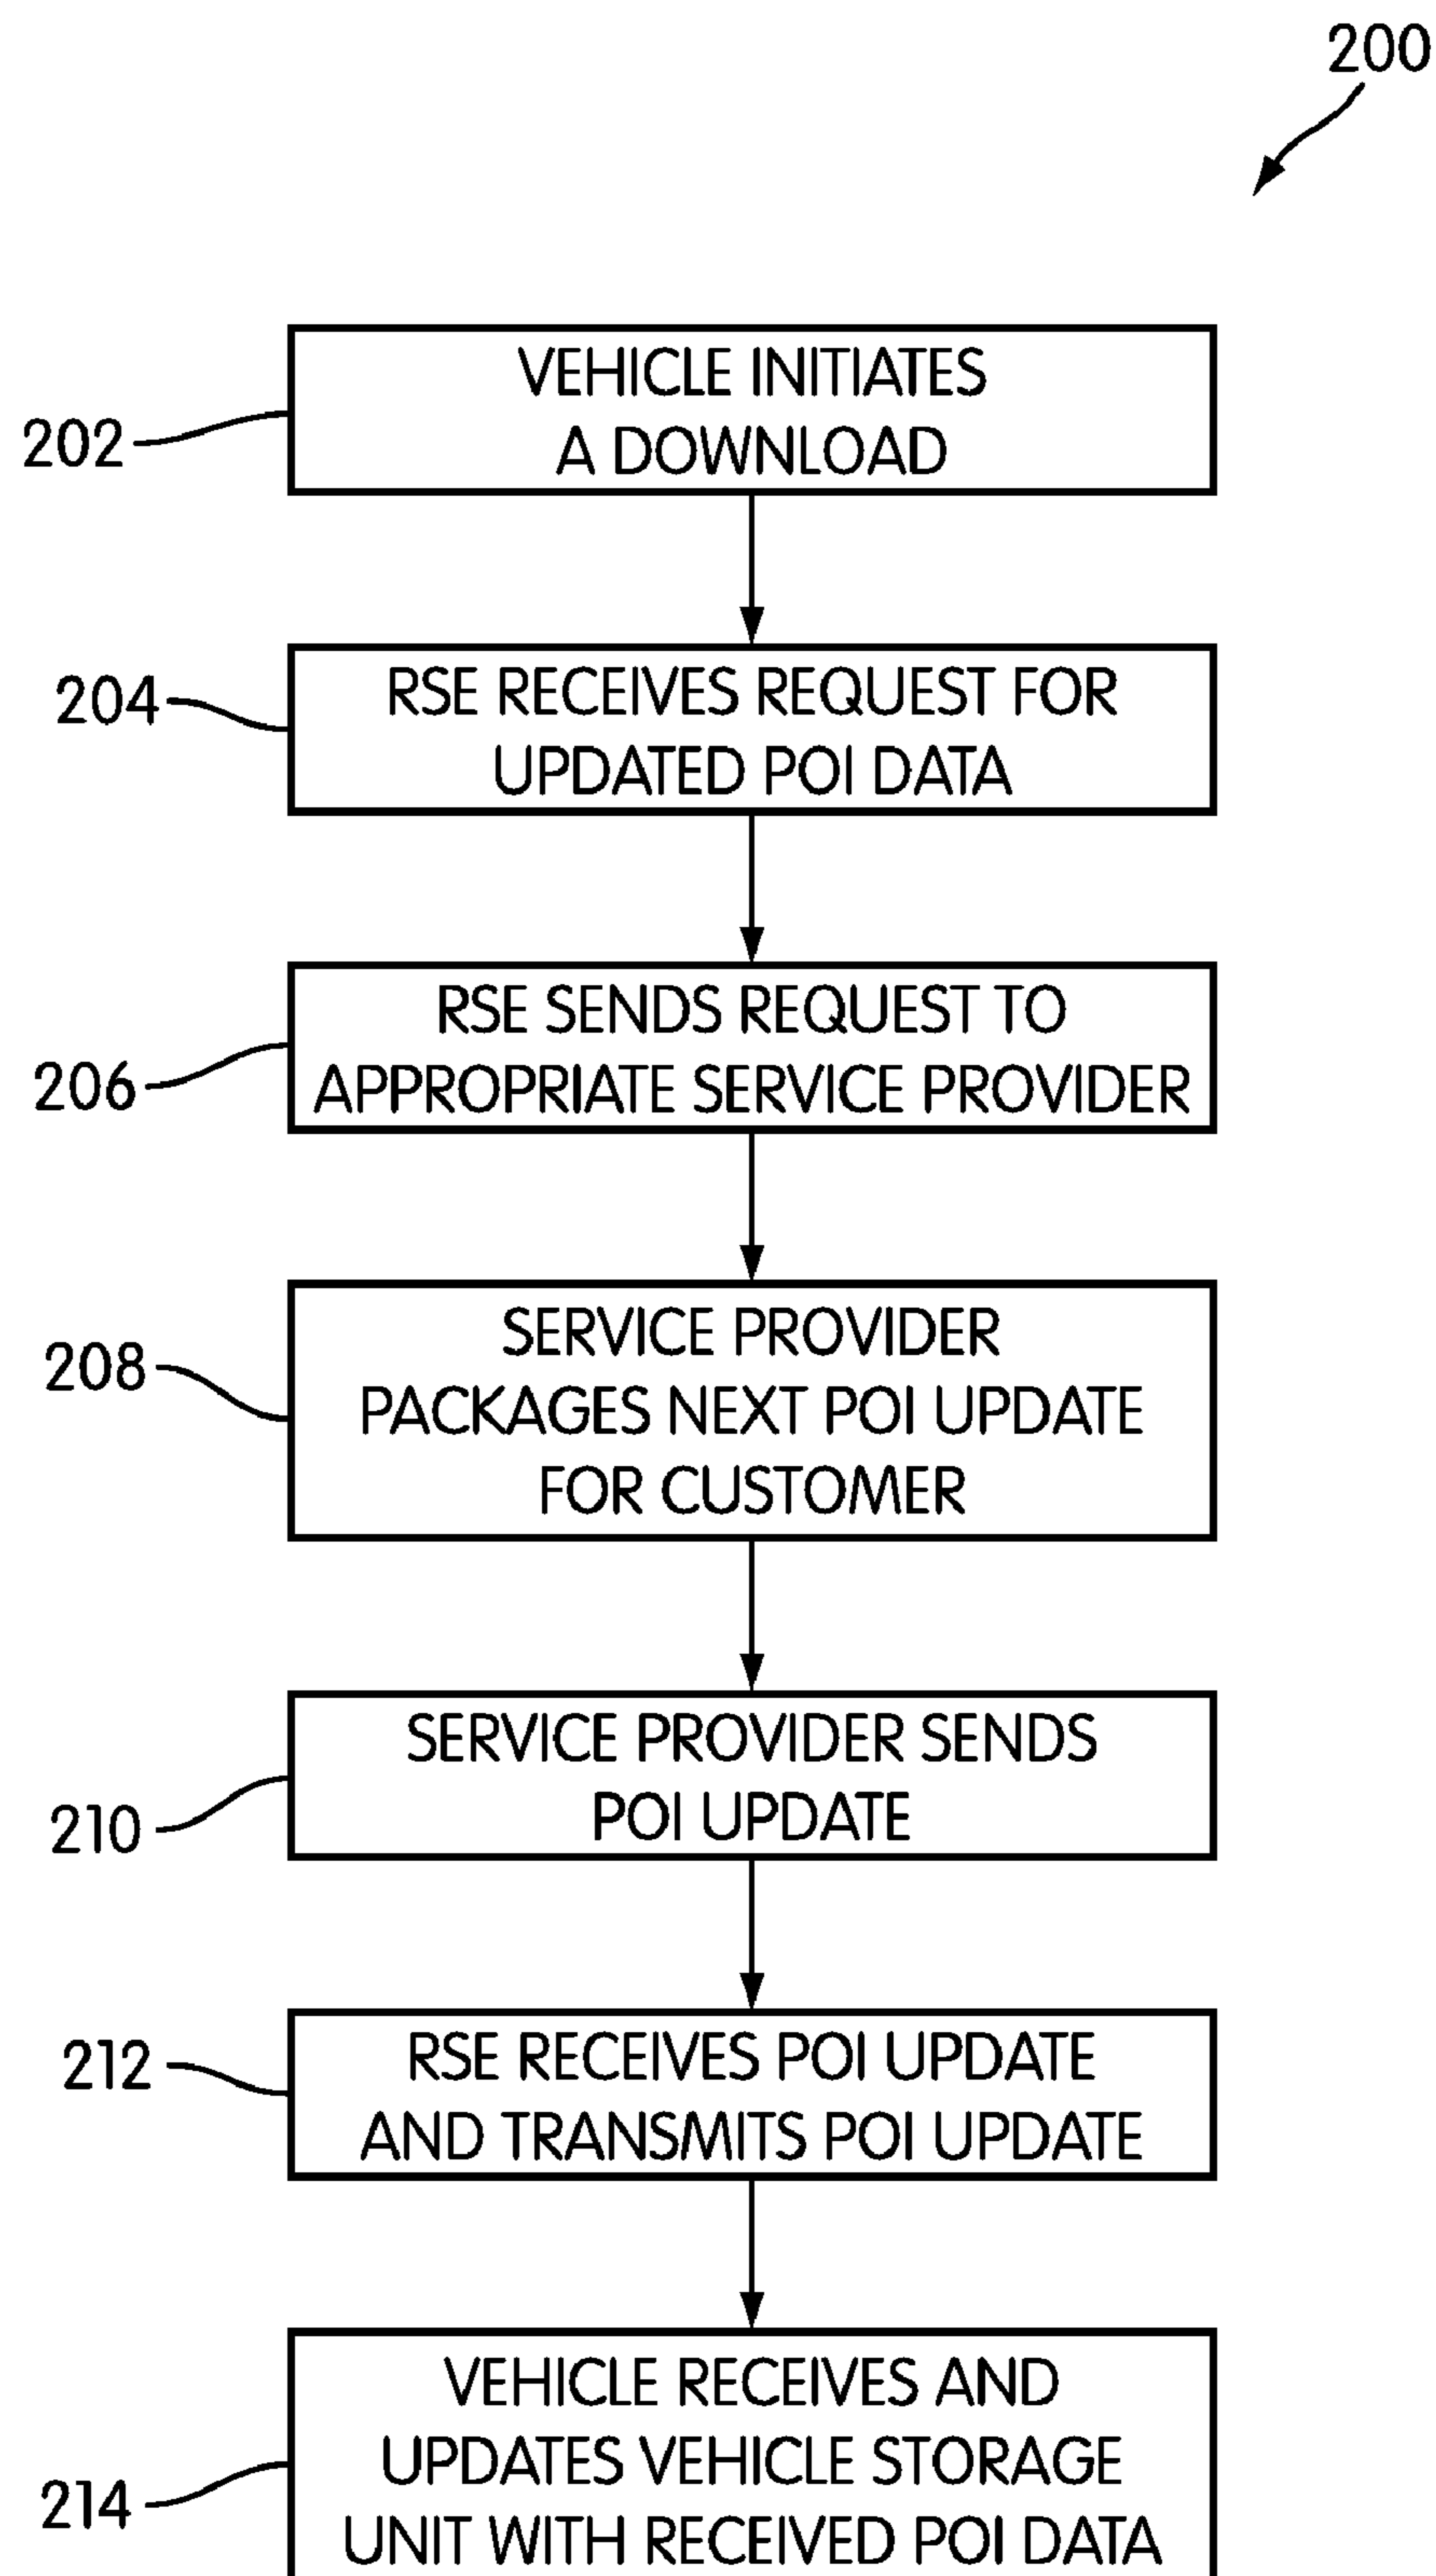 200
VEHICLE INITIATES
A DOWNLOAD
202
RSE RECEIVES REQUEST FOR
UPDATED POI DATA
204
RSE SENDS REQUEST TO
APPROPRIATE SERVICE PROVIDER
206
SERVICE PROVIDER
PACKAGES NEXT POI UPDATE
FOR CUSTOMER
208
SERVICE PROVIDER SENDS
POI UPDATE
210
RSE RECEIVES POI UPDATE
AND TRANSMITS POI UPDATE
212
VEHICLE RECEIVES AND
UPDATES VEHICLE STORAGE
UNIT WITH RECEIVED POI DATA
214